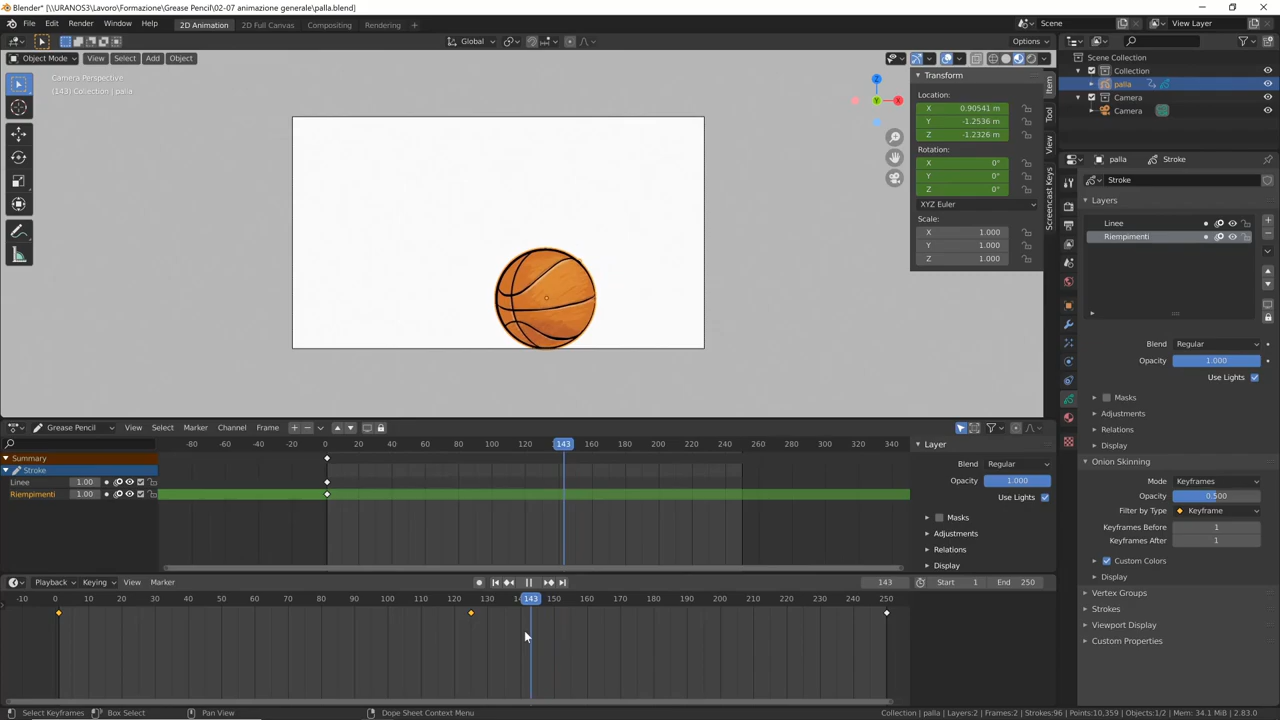 Blender* [\\URANOS3\Lavoro\Formazione\Grease Pencil\02-07 animazione generale\palla.blend]
File Edit Render Window Help 2D Animation 2D Full Canvas Compositing Rendering Scene View Layer
Global Options
Object Mode View Select Add Object
Camera Perspective
(143) Collection | palla
Z
X
Y
Transform
Location:
X 0.90541 m
Y -1.2536 m
Z -1.2326 m
Rotation:
X 0°
Y 0°
Z 0°
XYZ Euler
Scale:
X 1.000
Y 1.000
Z 1.000
Item
Tool
View
Screencast Keys
Scene Collection
Collection
palla
Camera
Camera
palla Stroke
Stroke
Layers
Linee
Riempimenti
Blend Regular
Opacity 1.000
Use Lights
Masks
Adjustments
Relations
Display
Onion Skinning
Mode Keyframes
Opacity 0.500
Filter by Type Keyframe
Keyframes Before 1
Keyframes After 1
Custom Colors
Display
Vertex Groups
Strokes
Viewport Display
Custom Properties
Grease Pencil View Select Marker Channel Frame
-80 -60 -40 -20 0 20 40 60 80 100 120 143 160 180 200 220 240 260 280 300 320 340
Summary
Stroke
Linee 1.00
Riempimenti 1.00
Layer
Blend Regular
Opacity 1.000
Use Lights
Masks
Adjustments
Relations
Display
Playback Keying View Marker 143 Start 1 End 250
-10 0 10 20 30 40 50 60 70 80 90 100 110 120 130 143 150 160 170 180 190 200 210 220 230 240 250
Select Keyframes Box Select Pan View Dope Sheet Context Menu Collection | palla | Layers:2 | Frames:2 | Strokes:96 | Points:10,359 | Objects:1/2 | Mem: 34.1 MiB | 2.83.0